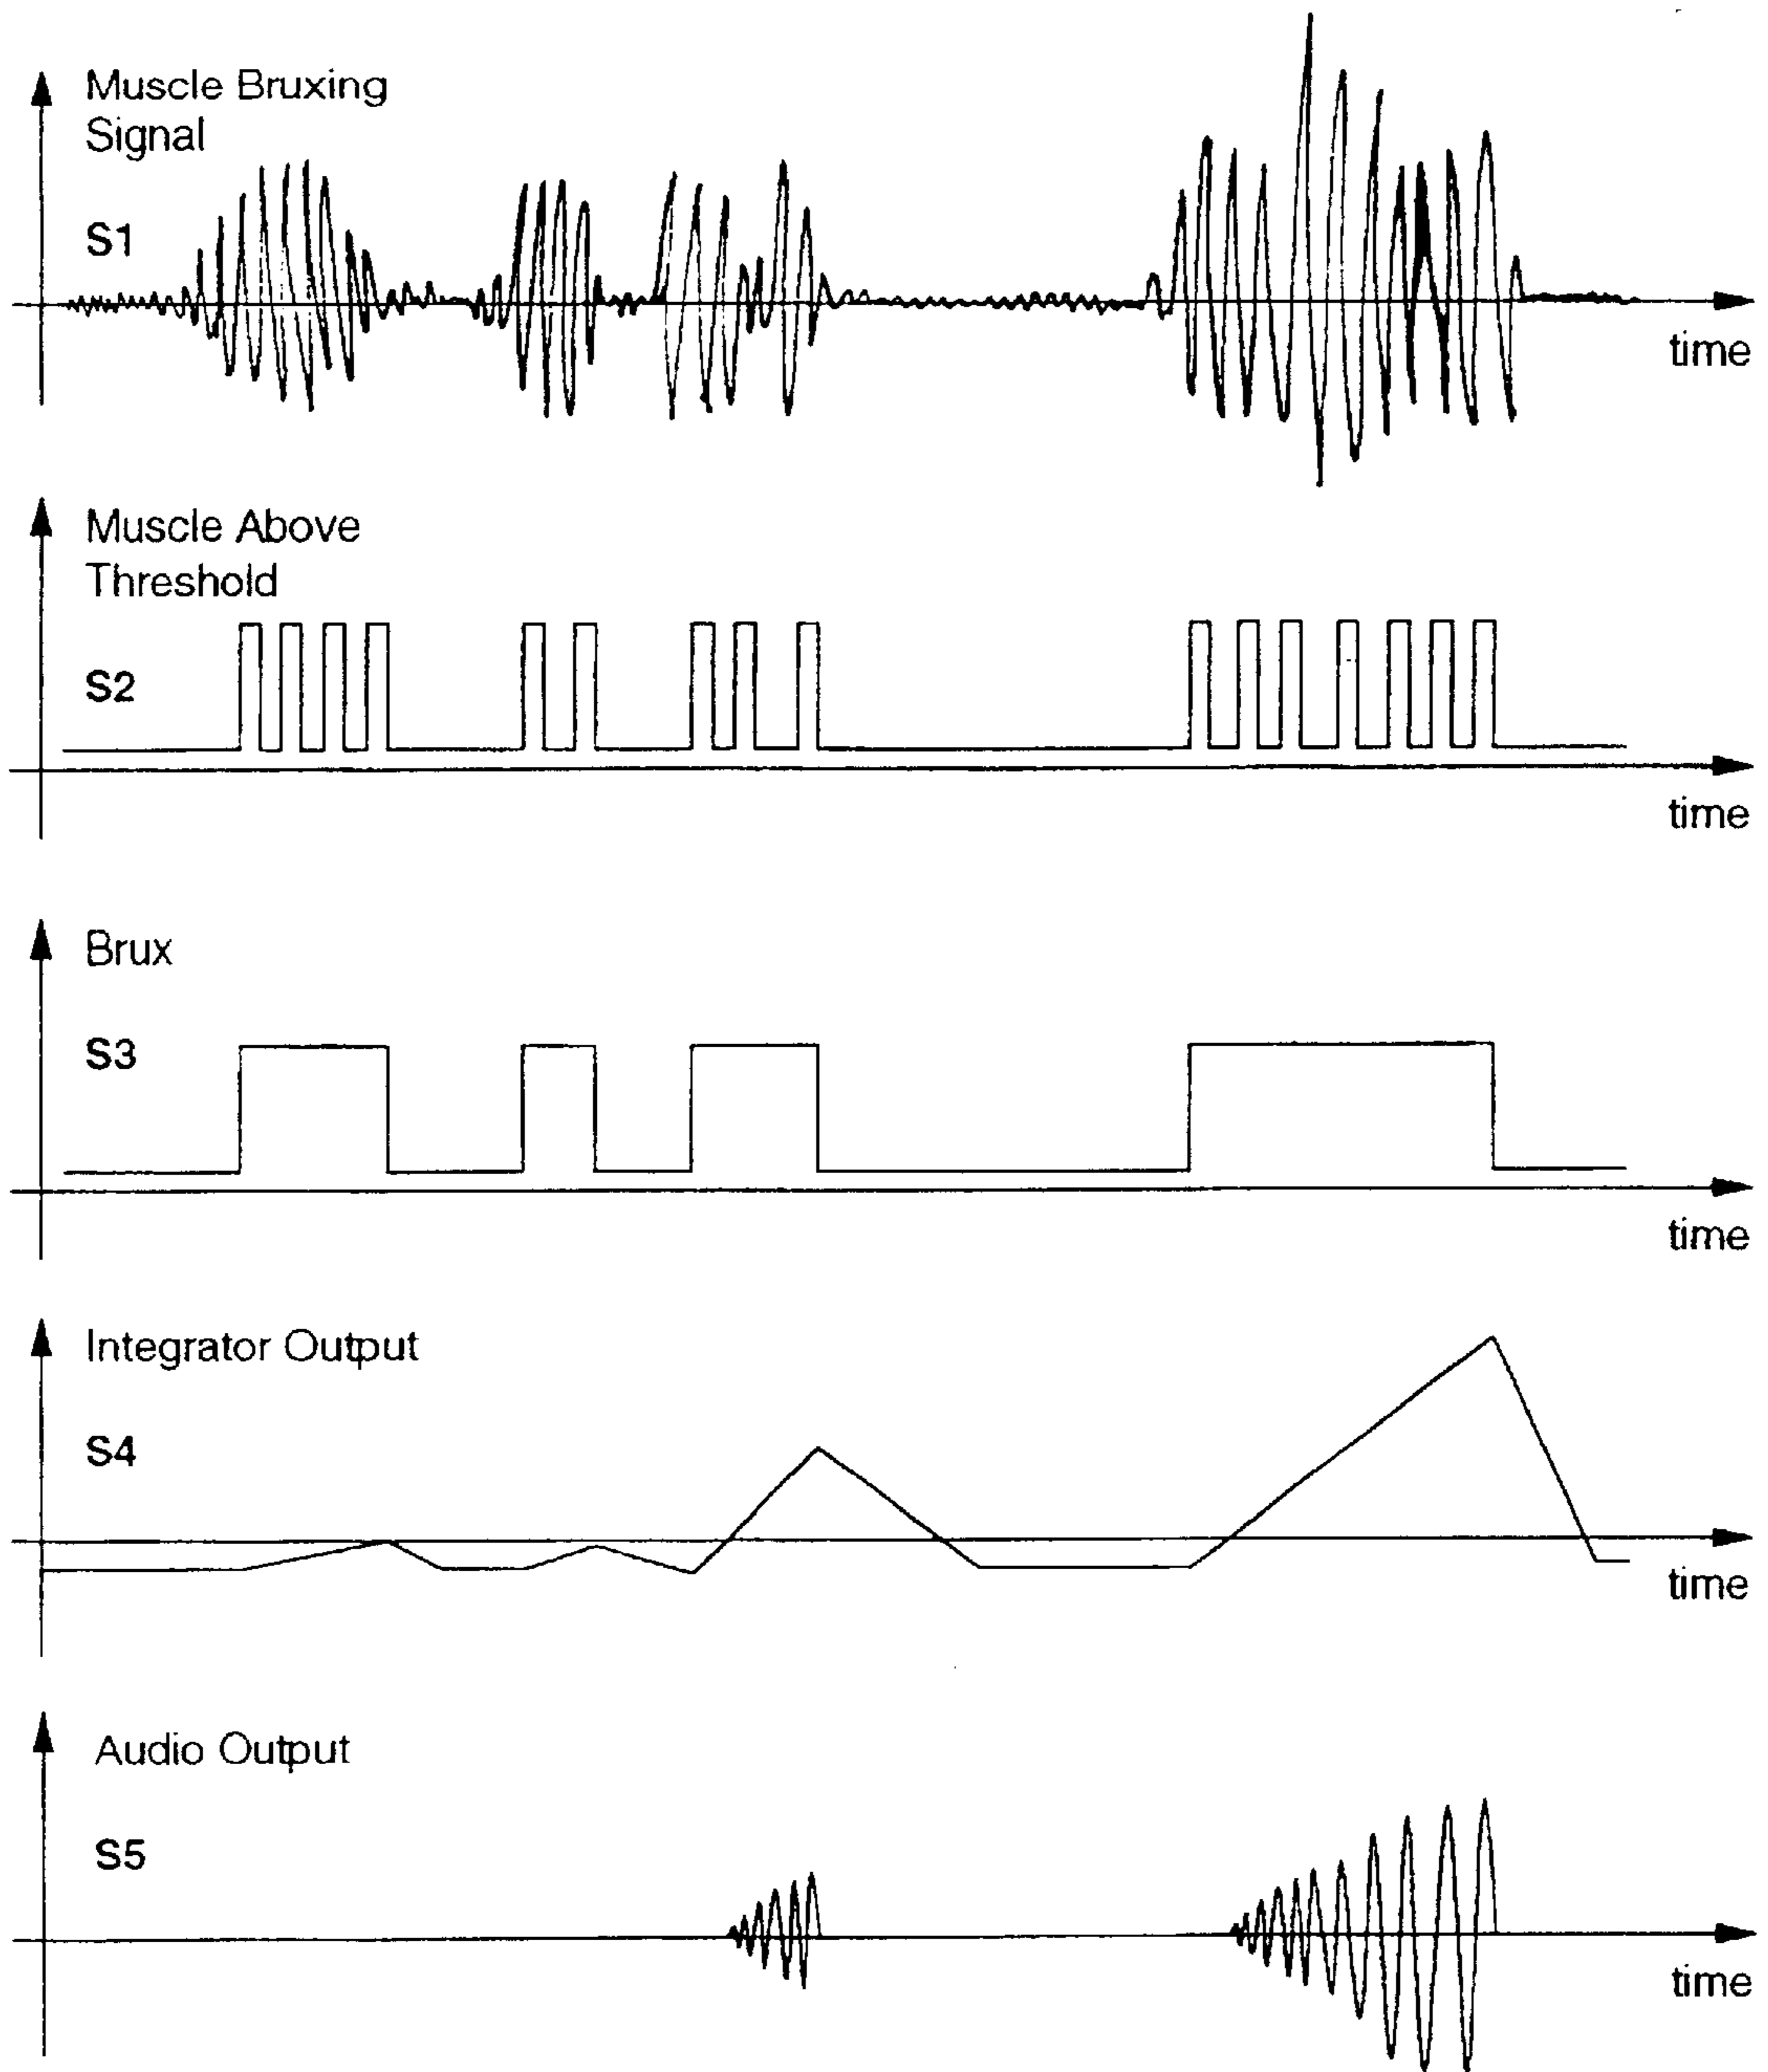 Muscle Bruxing
Signal
S1
time
Muscle Above
Threshold
S2
time
Brux
S3
time
Integrator Output
S4
time
Audio Output
S5
time